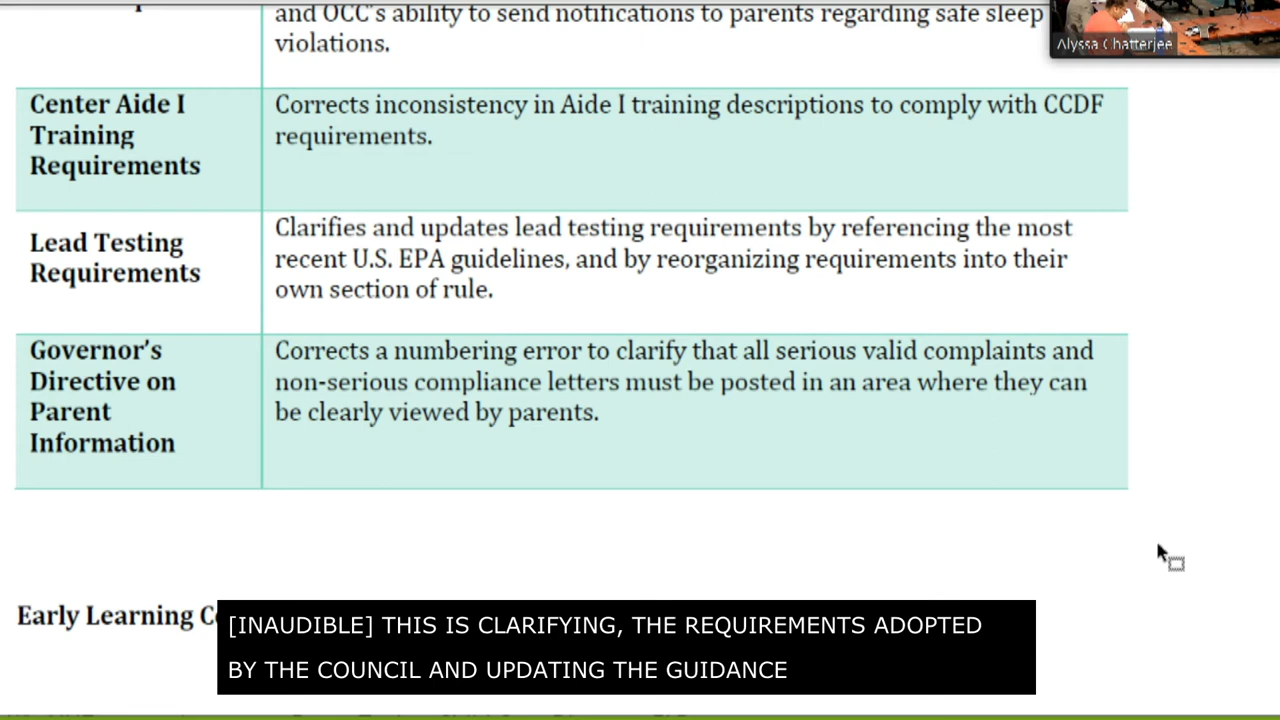 and OCC's ability to send notifications to parents regarding safe sleep
violations.
Alyssa Chatterjee
Center Aide I
Training
Requirements
Corrects inconsistency in Aide I training descriptions to comply with CCDF
requirements.
Lead Testing
Requirements
Clarifies and updates lead testing requirements by referencing the most
recent U.S. EPA guidelines, and by reorganizing requirements into their
own section of rule.
Governor's
Directive on
Parent
Information
Corrects a numbering error to clarify that all serious valid complaints and
non-serious compliance letters must be posted in an area where they can
be clearly viewed by parents.
Early Learning
[INAUDIBLE] THIS IS CLARIFYING, THE REQUIREMENTS ADOPTED
BY THE COUNCIL AND UPDATING THE GUIDANCE